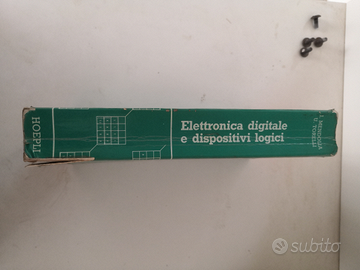 Elettronica digitale
e dispositivi logici
HOEPLI
subito